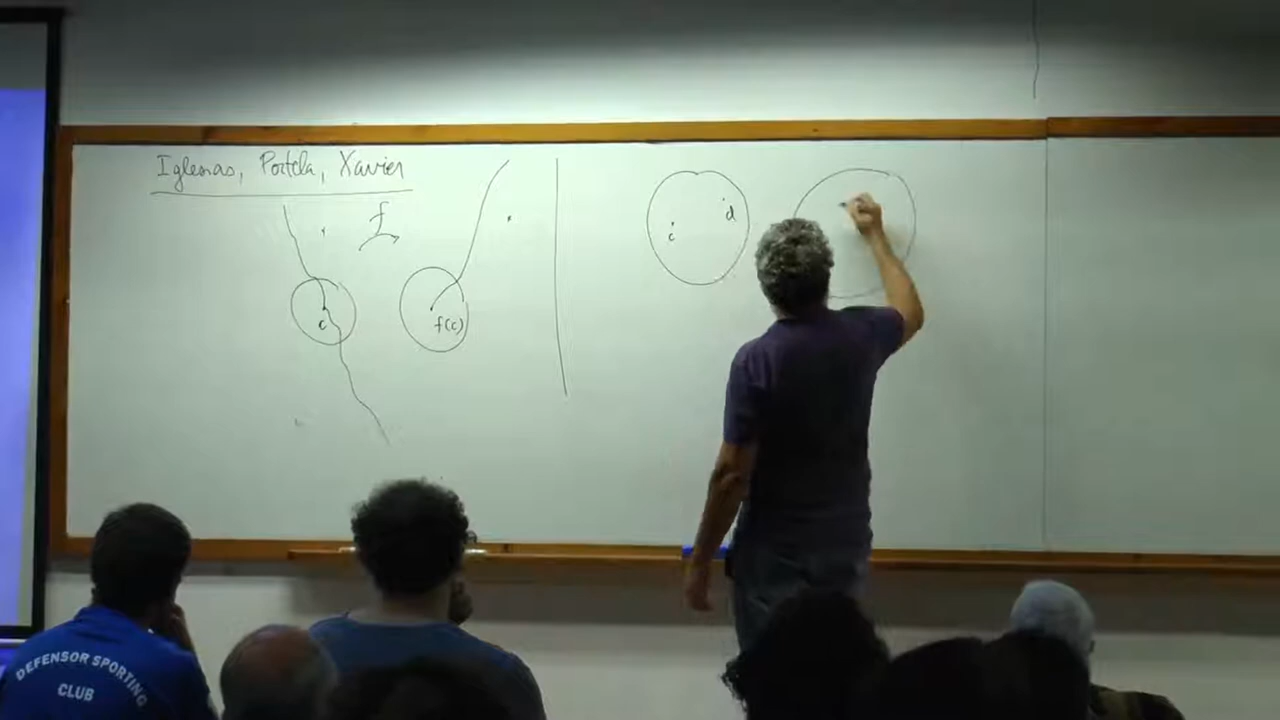 Iglesias, Portela, Xavier
f
c
f(c)
c
d
DEFENSOR SPORTING
CLUB